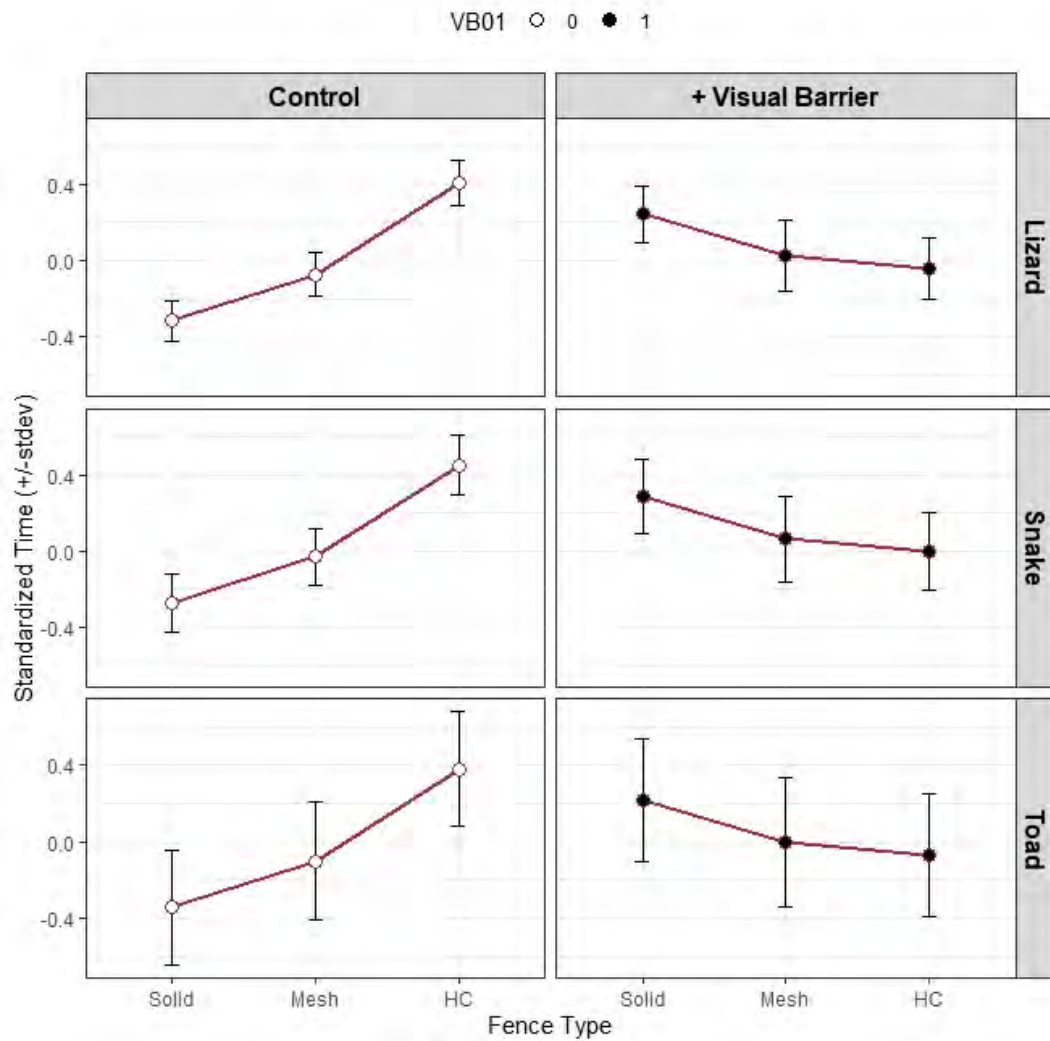 VB01 0 1
Control
+ Visual Barrier
Standardized Time (+/-stdev)
0.4
0.0
-0.4
Lizard
0.4
0.0
-0.4
Snake
0.4
0.0
-0.4
Toad
Solid Mesh HC
Solid Mesh HC
Fence Type